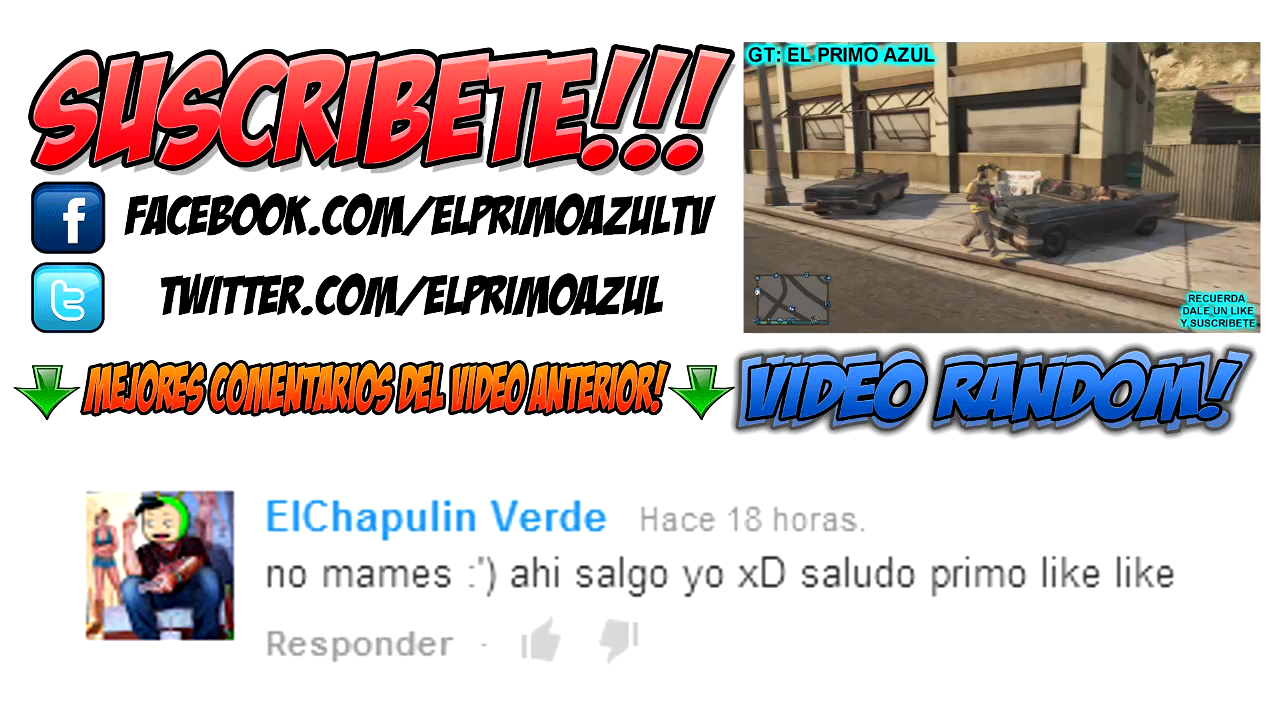 SUSCRIBETE!!!
FACEBOOK.COM/ELPRIMOAZULTV
TWITTER.COM/ELPRIMOAZUL
GT: EL PRIMO AZUL
RECUERDA
DALE UN LIKE
Y SUSCRIBETE
MEJORES COMENTARIOS DEL VIDEO ANTERIOR!
VIDEO RANDOM!
ElChapulin Verde Hace 18 horas.
no mames :') ahi salgo yo xD saludo primo like like
Responder ·